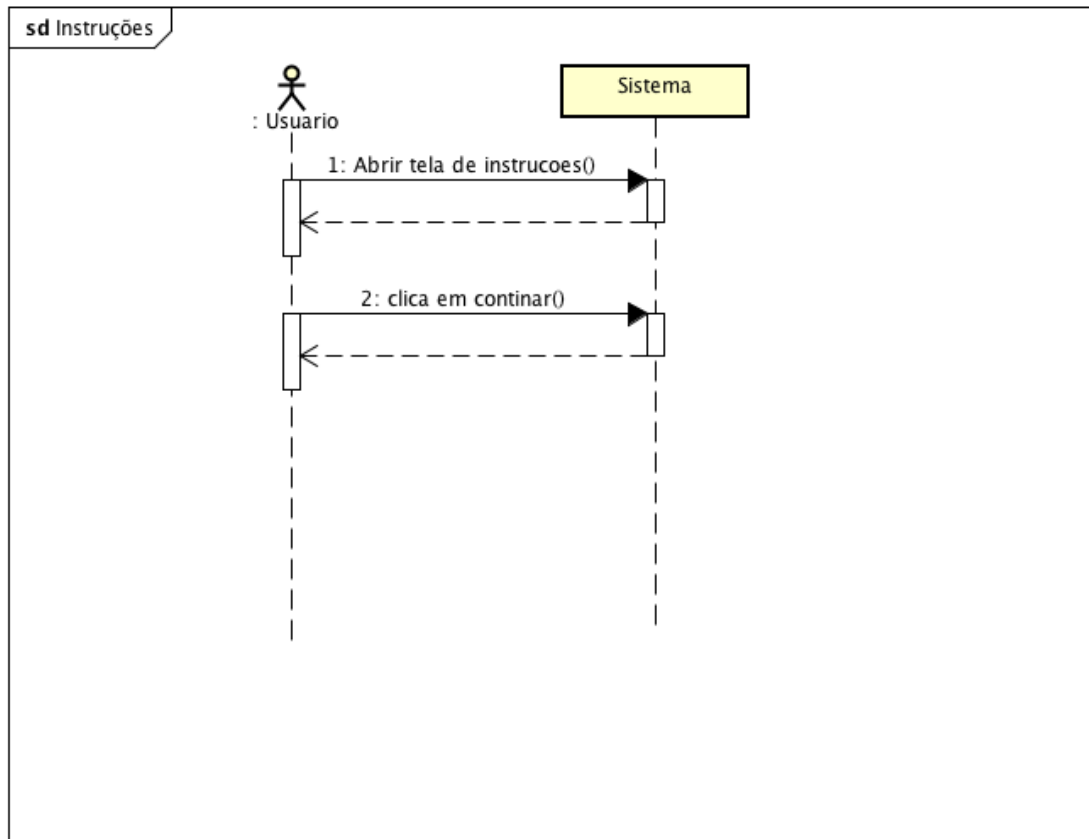 sd Instruções
Sistema
: Usuario
1: Abrir tela de instrucoes()
2: clica em continar()